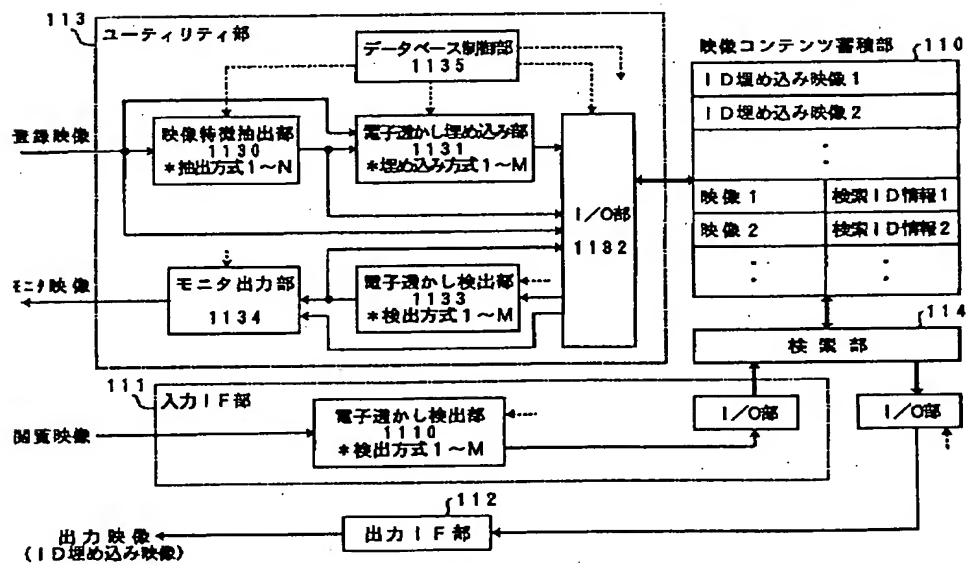 113
ユーティリティ部
データベース制御部
1135
映像コンテンツ蓄積部
110
ID埋め込み映像1
ID埋め込み映像2
登録映像
映像特徴抽出部
1130
*抽出方式1~N
電子透かし埋め込み部
1131
*埋め込み方式1~M
I/O部
1182
映像1
検索ID情報1
映像2
検索ID情報2
モニタ映像
モニタ出力部
1134
電子透かし検出部
1133
*検出方式1~M
114
検索部
111
入力IF部
閲覧映像
電子透かし検出部
1110
*検出方式1~M
I/O部
I/O部
112
出力IF部
出力映像
(ID埋め込み映像)